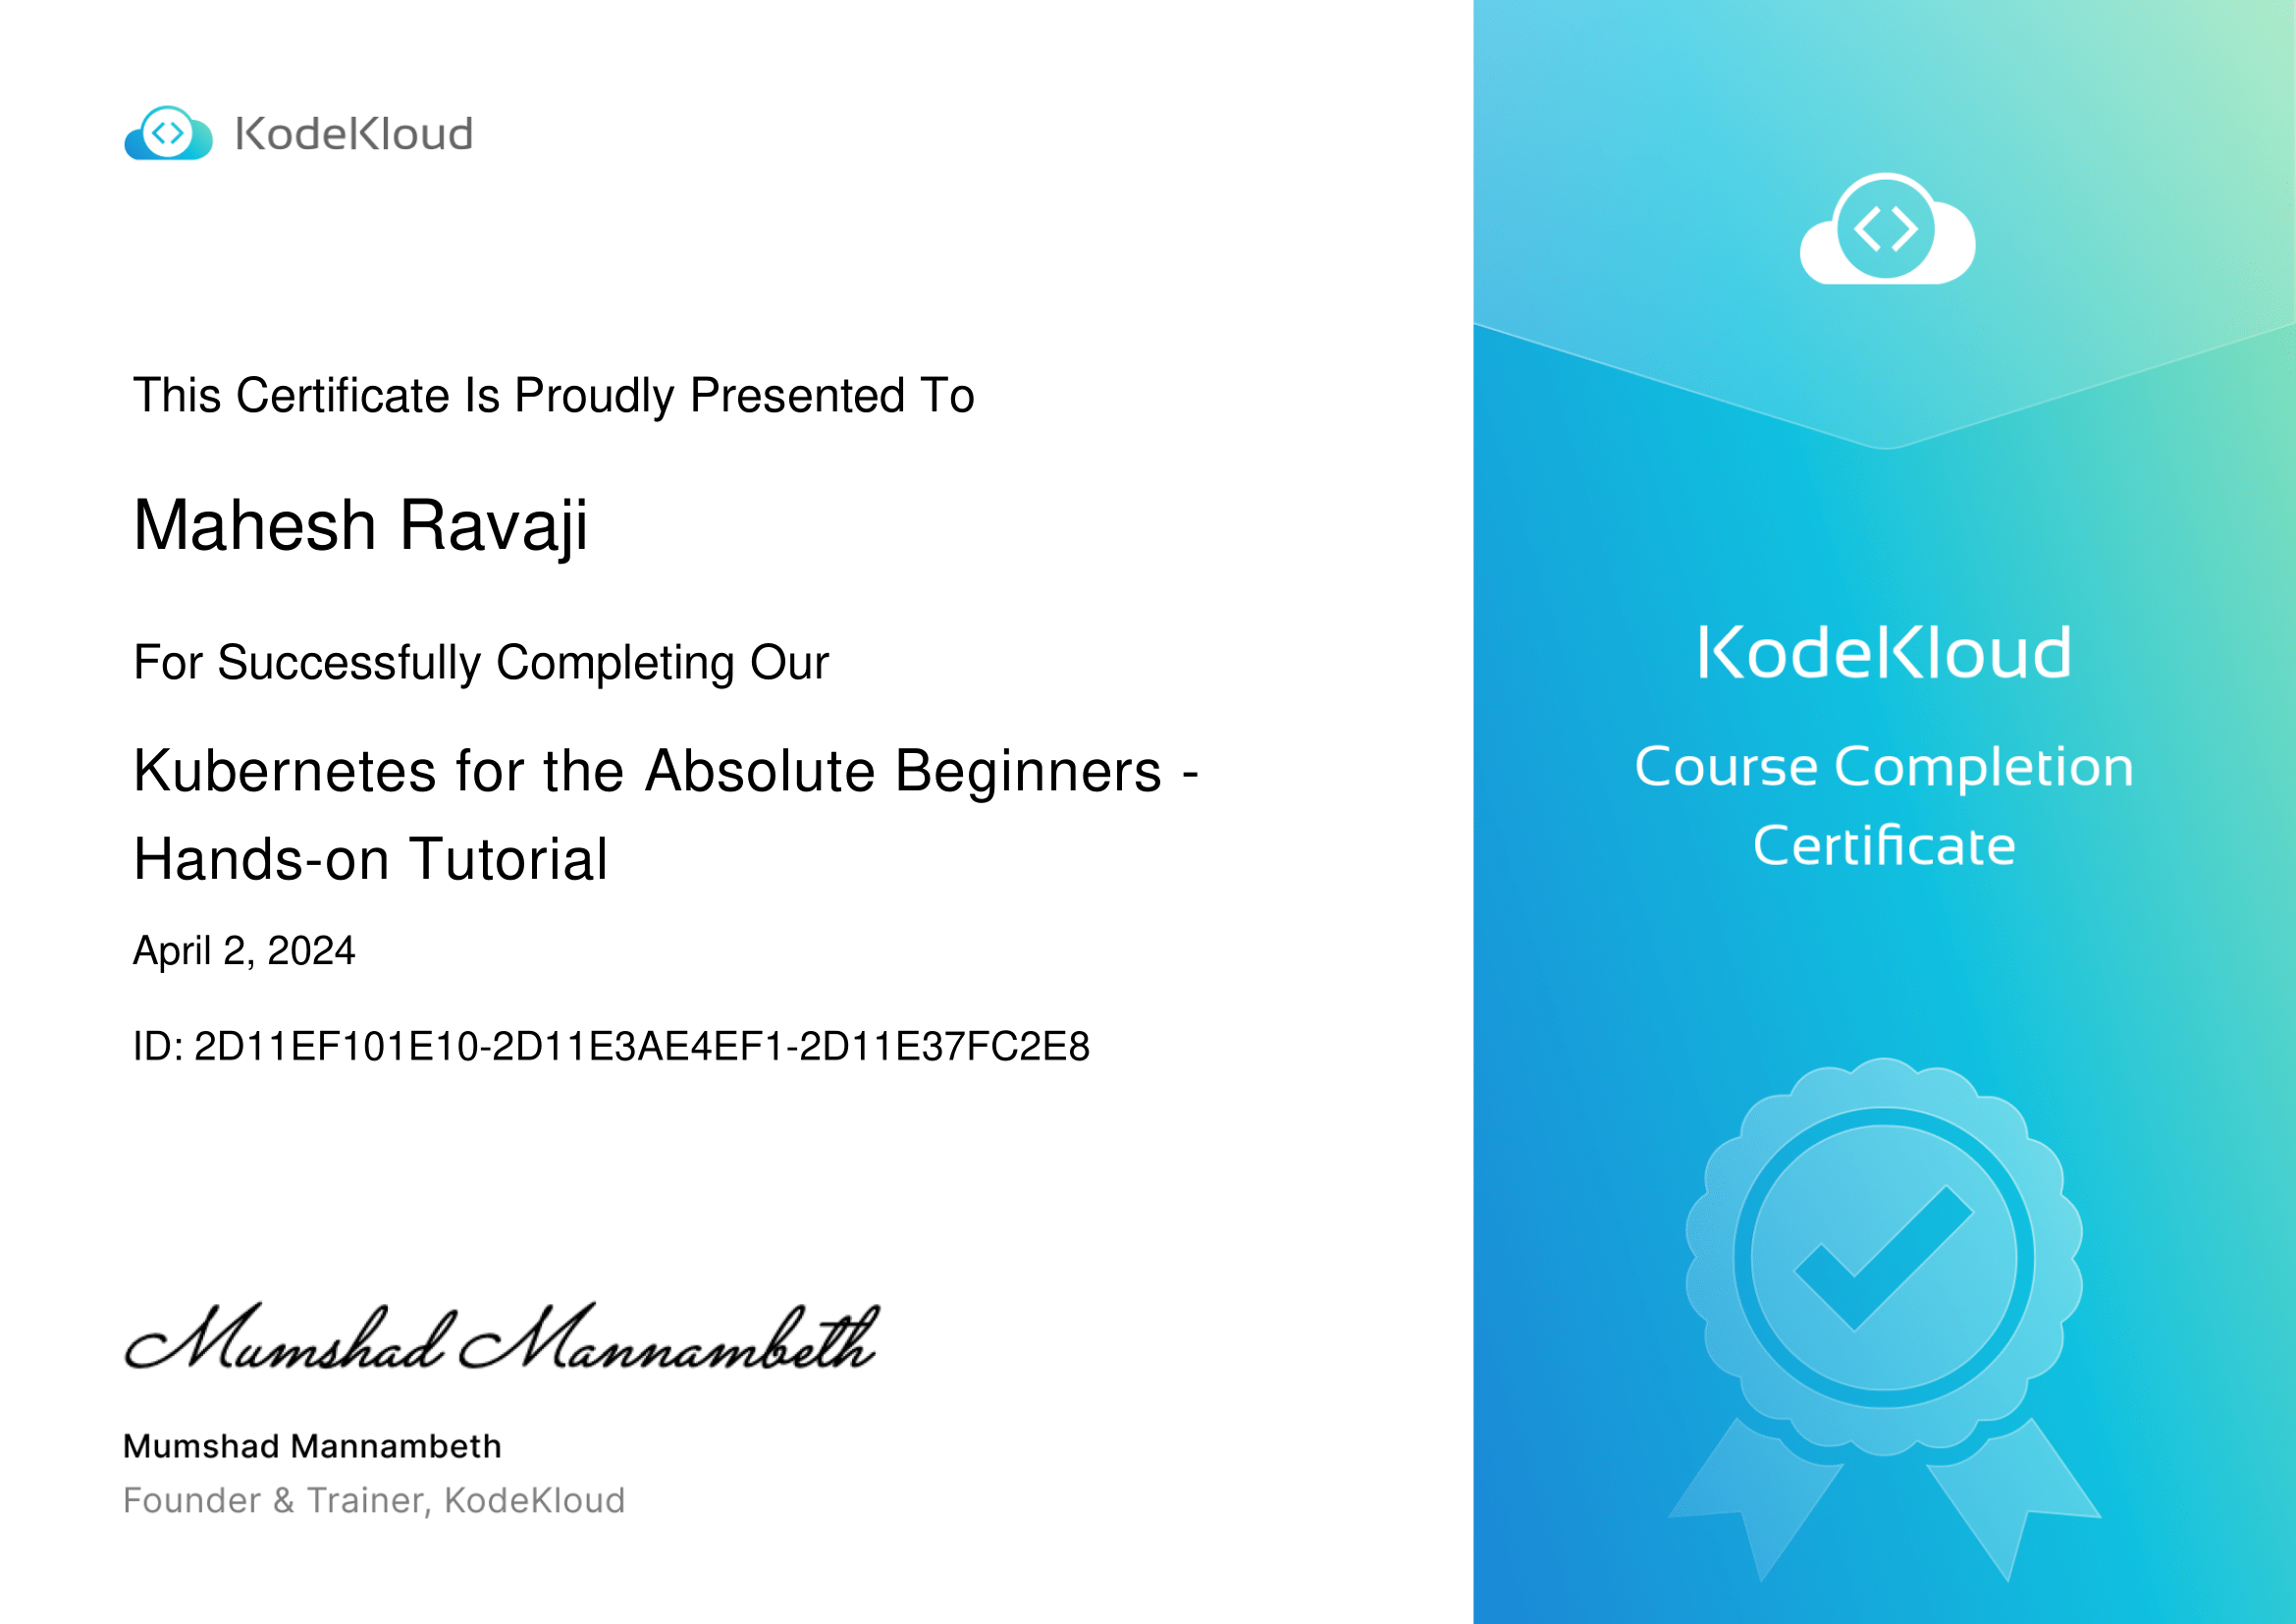 KodeKloud
This Certificate Is Proudly Presented To
Mahesh Ravaji
For Successfully Completing Our
Kubernetes for the Absolute Beginners -
Hands-on Tutorial
April 2, 2024
ID: 2D11EF101E10-2D11E3AE4EF1-2D11E37FC2E8
Mumshad Mannambeth
Mumshad Mannambeth
Founder & Trainer, KodeKloud
KodeKloud
Course Completion
Certificate